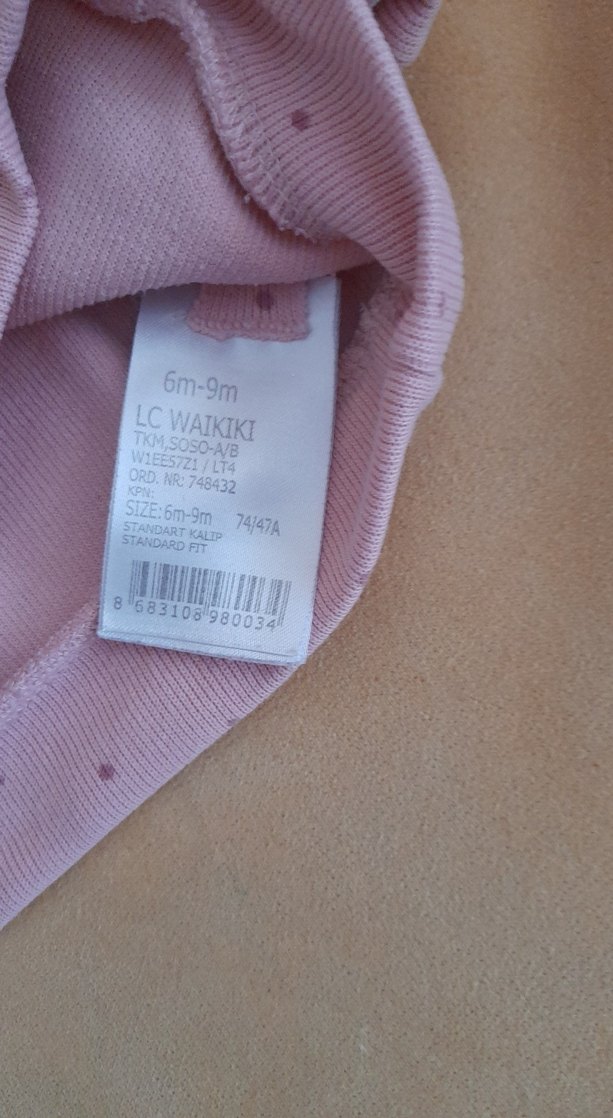 6m-9m
LC WAIKIKI
TKM,SOSO-A/B
W1EE57Z1 / LT4
ORD. NR: 748432
KPN:
SIZE:6m-9m 74/47A
STANDART KALIP
STANDARD FIT
8 683108 980034